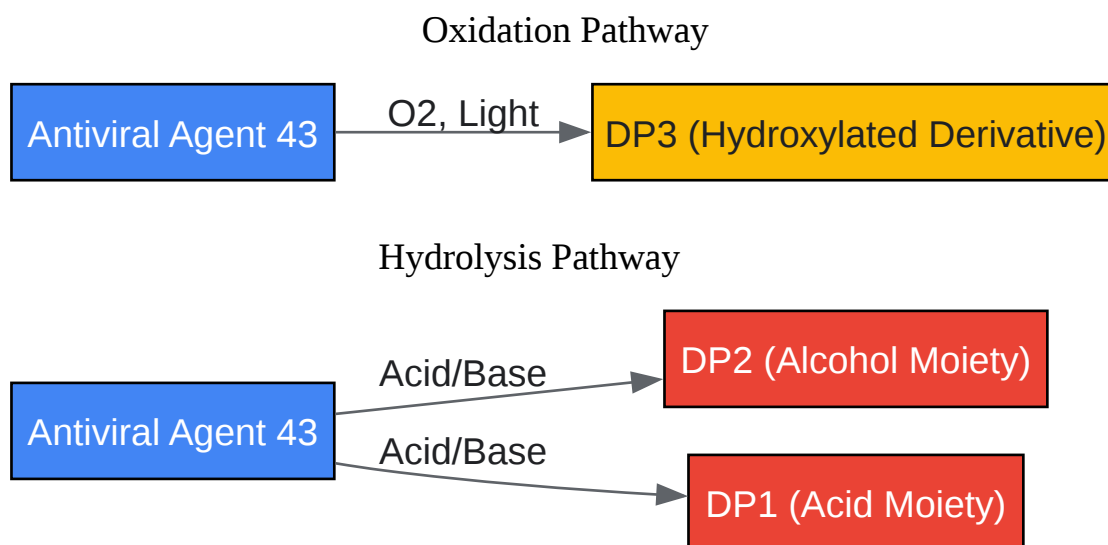 Oxidation Pathway
Antiviral Agent 43
O2, Light
DP3 (Hydroxylated Derivative)
Hydrolysis Pathway
Antiviral Agent 43
Acid/Base
DP2 (Alcohol Moiety)
Acid/Base
DP1 (Acid Moiety)